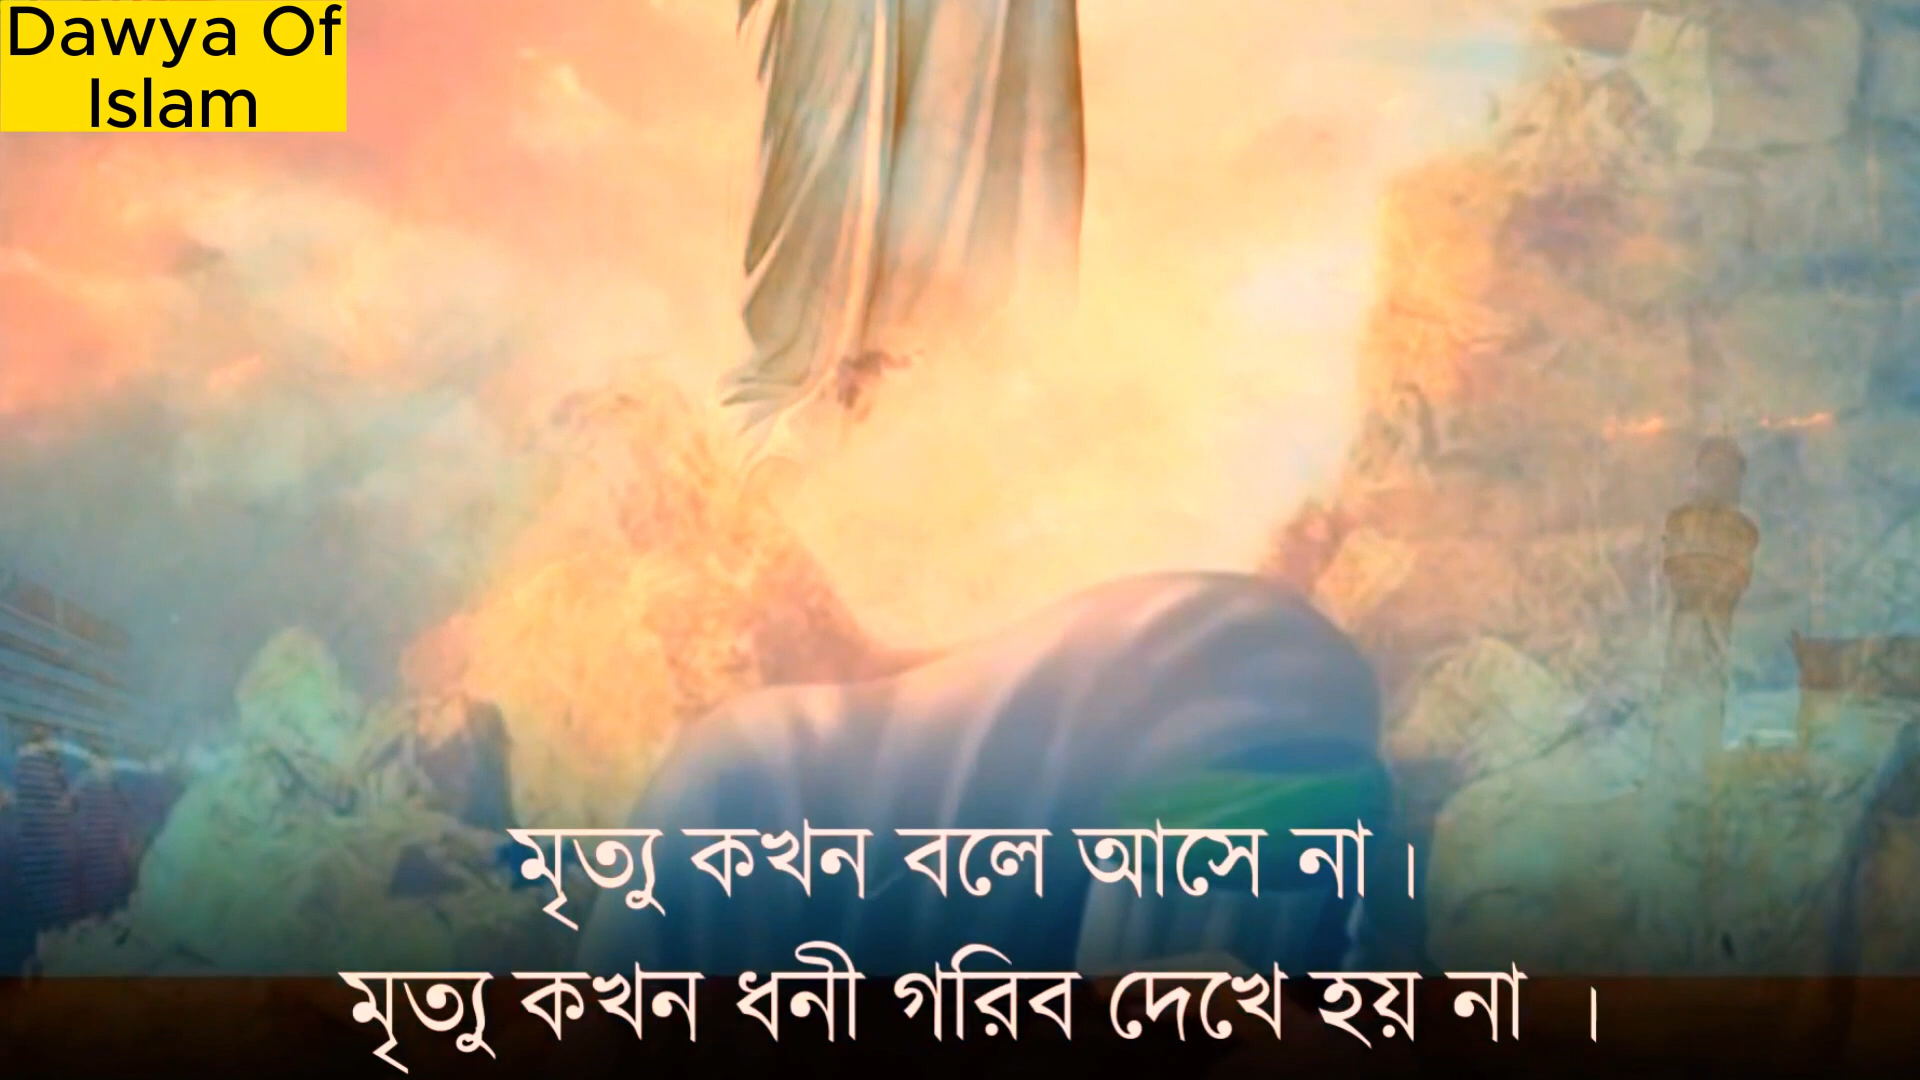 Dawya Of
Islam
মৃত্যু কখন বলে আসে না।
মৃত্যু কখন ধনী গরিব দেখে হয় না ।